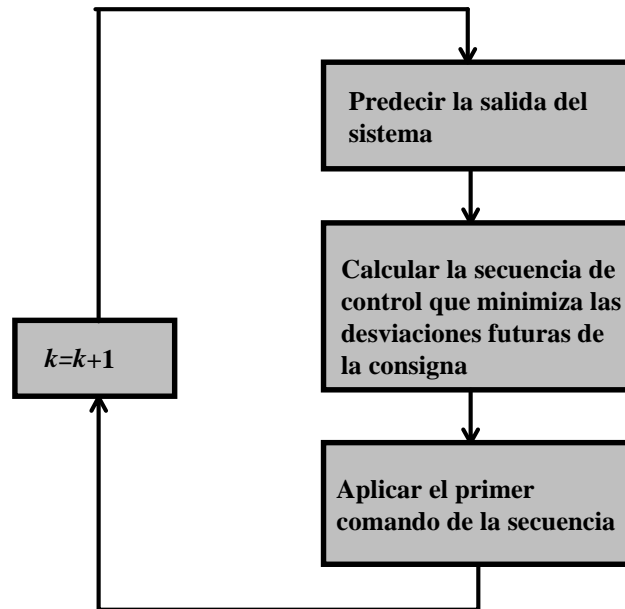 Predecir la salida del
sistema
Calcular la secuencia de
control que minimiza las
desviaciones futuras de
la consigna
k=k+1
Aplicar el primer
comando de la secuencia